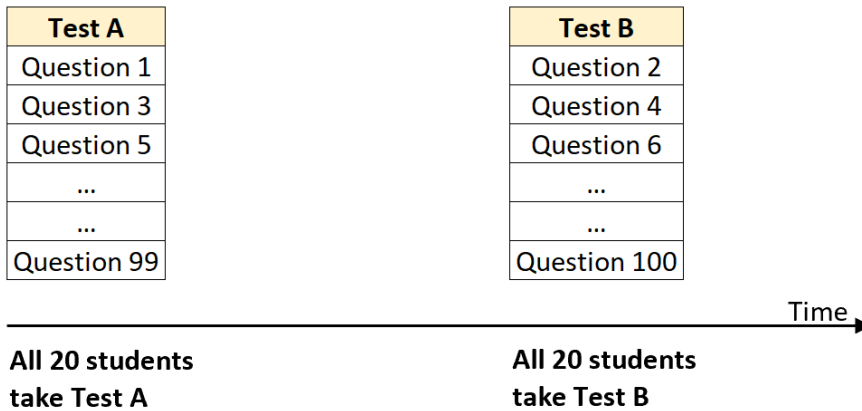 Test A
Question 1
Question 3
Question 5
...
...
Question 99
Test B
Question 2
Question 4
Question 6
...
...
Question 100
Time
All 20 students
take Test A
All 20 students
take Test B